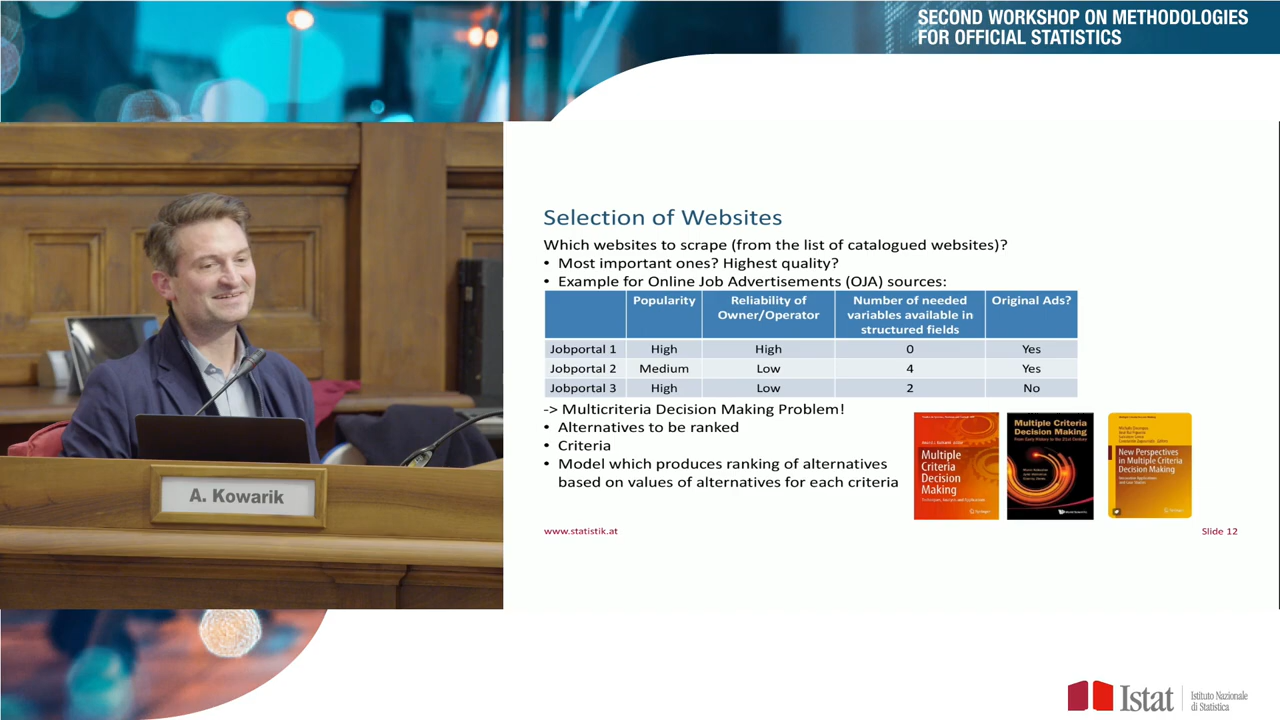 SECOND WORKSHOP ON METHODOLOGIES
FOR OFFICIAL STATISTICS
A. Kowarik
Selection of Websites
Which websites to scrape (from the list of catalogued websites)?
• Most important ones? Highest quality?
• Example for Online Job Advertisements (OJA) sources:
Popularity Reliability of Number of needed Original Ads?
Owner/Operator variables available in
structured fields
Jobportal 1 High High 0 Yes
Jobportal 2 Medium Low 4 Yes
Jobportal 3 High Low 2 No
-> Multicriteria Decision Making Problem!
• Alternatives to be ranked
• Criteria
• Model which produces ranking of alternatives
based on values of alternatives for each criteria
Multiple
Criteria
Decision
Making
Springer
Multiple Criteria
Decision Making
From Early History to the 21st Century
New Perspectives
in Multiple Criteria
Decision Making
Springer
www.statistik.at
Slide 12
Istat
Istituto Nazionale
di Statistica